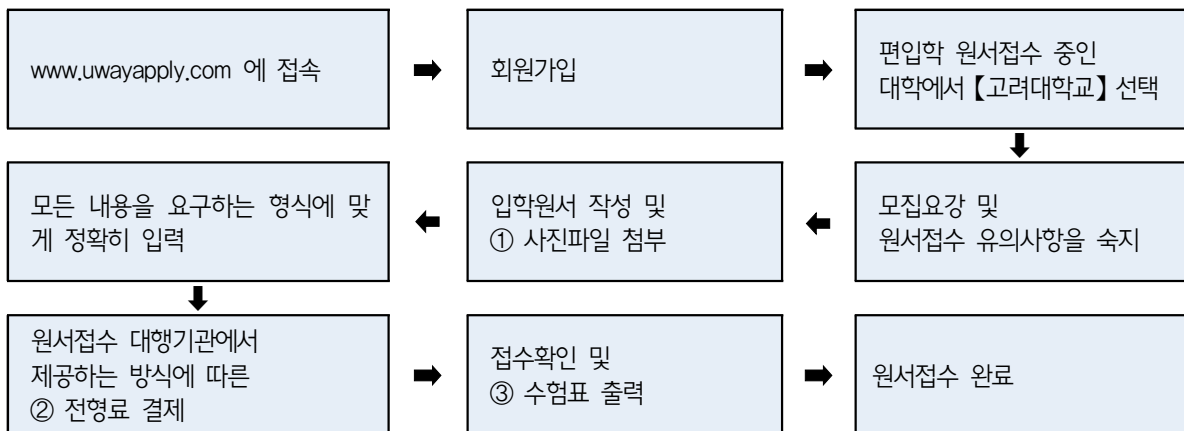 www.uwayapply.com 에 접속
회원가입
편입학 원서접수 중인
대학에서【고려대학교】선택
모집요강 및
원서접수 유의사항을 숙지
입학원서 작성 및
① 사진파일 첨부
모든 내용을 요구하는 형식에 맞
게 정확히 입력
원서접수 대행기관에서
제공하는 방식에 따른
② 전형료 결제
접수확인 및
③ 수험표 출력
원서접수 완료